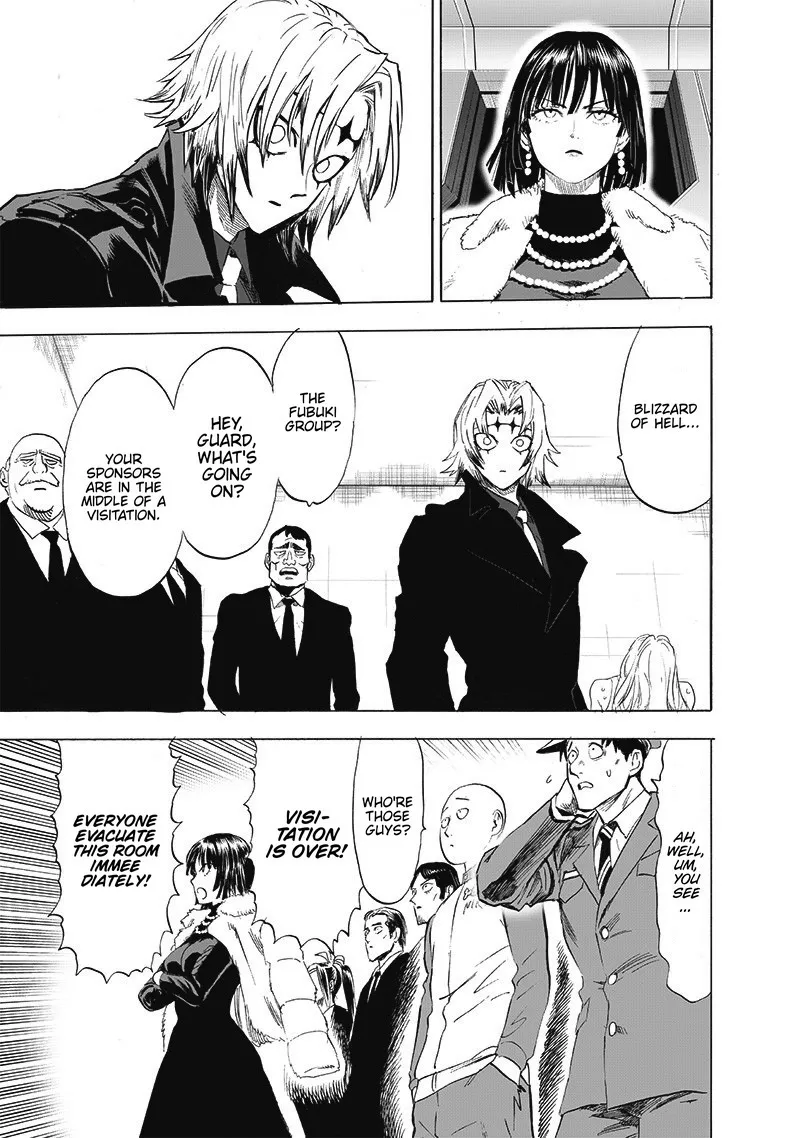 BLIZZARD
OF HELL...
THE
FUBUKI
GROUP?
HEY,
GUARD,
WHAT'S
GOING
ON?
YOUR
SPONSORS
ARE IN THE
MIDDLE OF A
VISITATION.
AH,
WELL,
UM,
YOU
SEE
...
WHO'RE
THOSE
GUYS?
VISI-
TATION
IS OVER!
EVERYONE
EVACUATE
THIS ROOM
IMMEE
DIATELY!